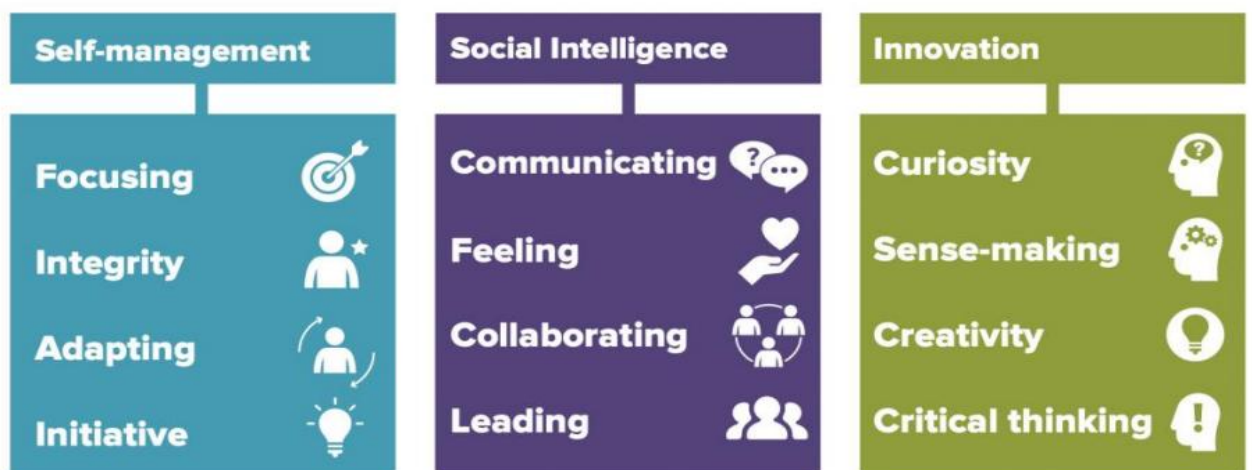 Self-management
Focusing
Integrity
Adapting
Initiative
Social Intelligence
Communicating
?
Feeling
Collaborating
Leading
Innovation
Curiosity
?
Sense-making
Creativity
Critical thinking
!